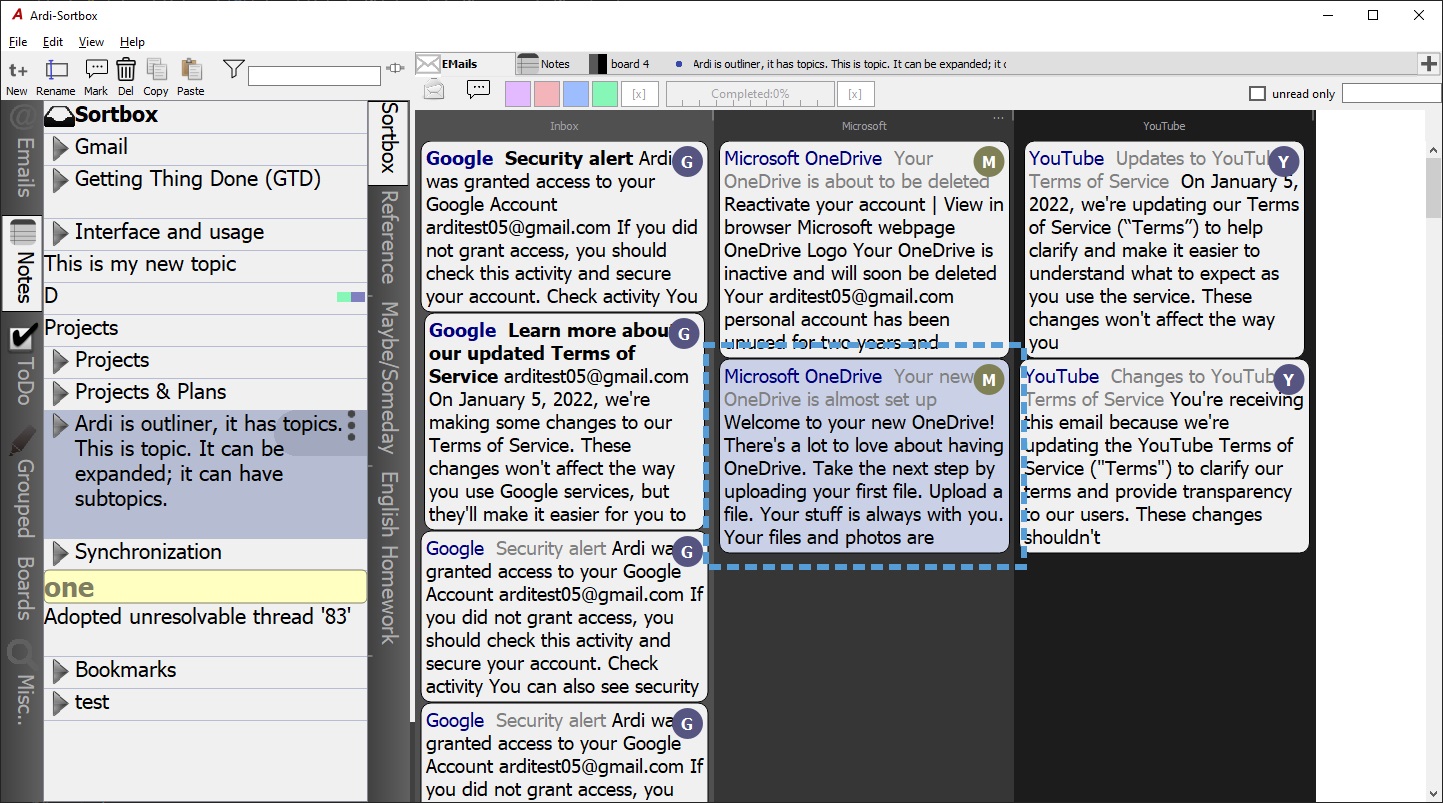 Ardi-Sortbox
File Edit View Help
t+
New Rename Mark Del Copy Paste
Emails
Notes
ToDo
Grouped
Boards
Misc..
Sortbox
Gmail
Getting Thing Done (GTD)
Interface and usage
This is my new topic
D
Projects
Projects
Projects & Plans
Ardi is outliner, it has topics.
This is topic. It can be
expanded; it can have
subtopics.
Synchronization
one
Adopted unresolvable thread '83'
Bookmarks
test
Sortbox
Reference
Maybe/Someday
English Homework
EMails Notes board 4 Ardi is outliner, it has topics. This is topic. It can be expanded; it c
[x] Completed:0% [x] unread only
Inbox
Google Security alert Ardi G
was granted access to your
Google Account
arditest05@gmail.com If you did
not grant access, you should
check this activity and secure
your account. Check activity You
Google Learn more abou G
our updated Terms of
Service arditest05@gmail.com
On January 5, 2022, we're
making some changes to our
Terms of Service. These
changes won't affect the way
you use Google services, but
they'll make it easier for you to
Google Security alert Ardi wa G
granted access to your Google
Account arditest05@gmail.com If
you did not grant access, you
should check this activity and
secure your account. Check
activity You can also see security
Google Security alert Ardi wa G
granted access to your Google
Account arditest05@gmail.com If
you did not grant access, you
Microsoft ...
Microsoft OneDrive Your M
OneDrive is about to be deleted
Reactivate your account | View in
browser Microsoft webpage
OneDrive Logo Your OneDrive is
inactive and will soon be deleted
Your arditest05@gmail.com
personal account has been
unused for two years and
Microsoft OneDrive Your new M
OneDrive is almost set up
Welcome to your new OneDrive!
There's a lot to love about having
OneDrive. Take the next step by
uploading your first file. Upload a
file. Your stuff is always with you.
Your files and photos are
YouTube
YouTube Updates to YouTu Y
Terms of Service On January 5,
2022, we're updating our Terms
of Service (“Terms”) to help
clarify and make it easier to
understand what to expect as
you use the service. These
changes won't affect the way
you
YouTube Changes to YouTub Y
Terms of Service You're receiving
this email because we're
updating the YouTube Terms of
Service ("Terms") to clarify our
terms and provide transparency
to our users. These changes
shouldn't